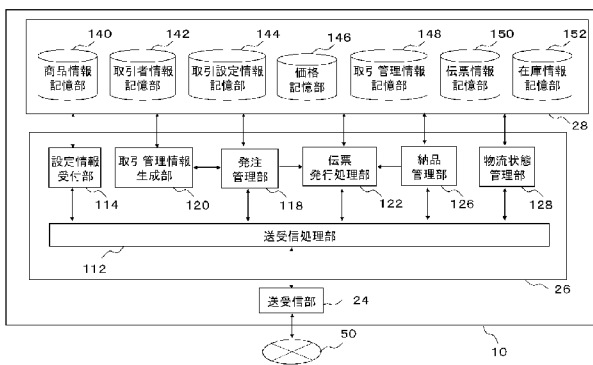 140 142 144 146 148 150 152
商品情報 取引者情報 取引設定情報 価格 取引管理情報 伝票情報 在庫情報
記憶部 記憶部 記憶部 記憶部 記憶部 記憶部 記憶部
28
設定情報 取引管理情報 発注 伝票 納品 物流状態
受付部 生成部 管理部 発行処理部 管理部 管理部
114 120 118 122 126 128
送受信処理部
112
26
送受信部 24
50
10